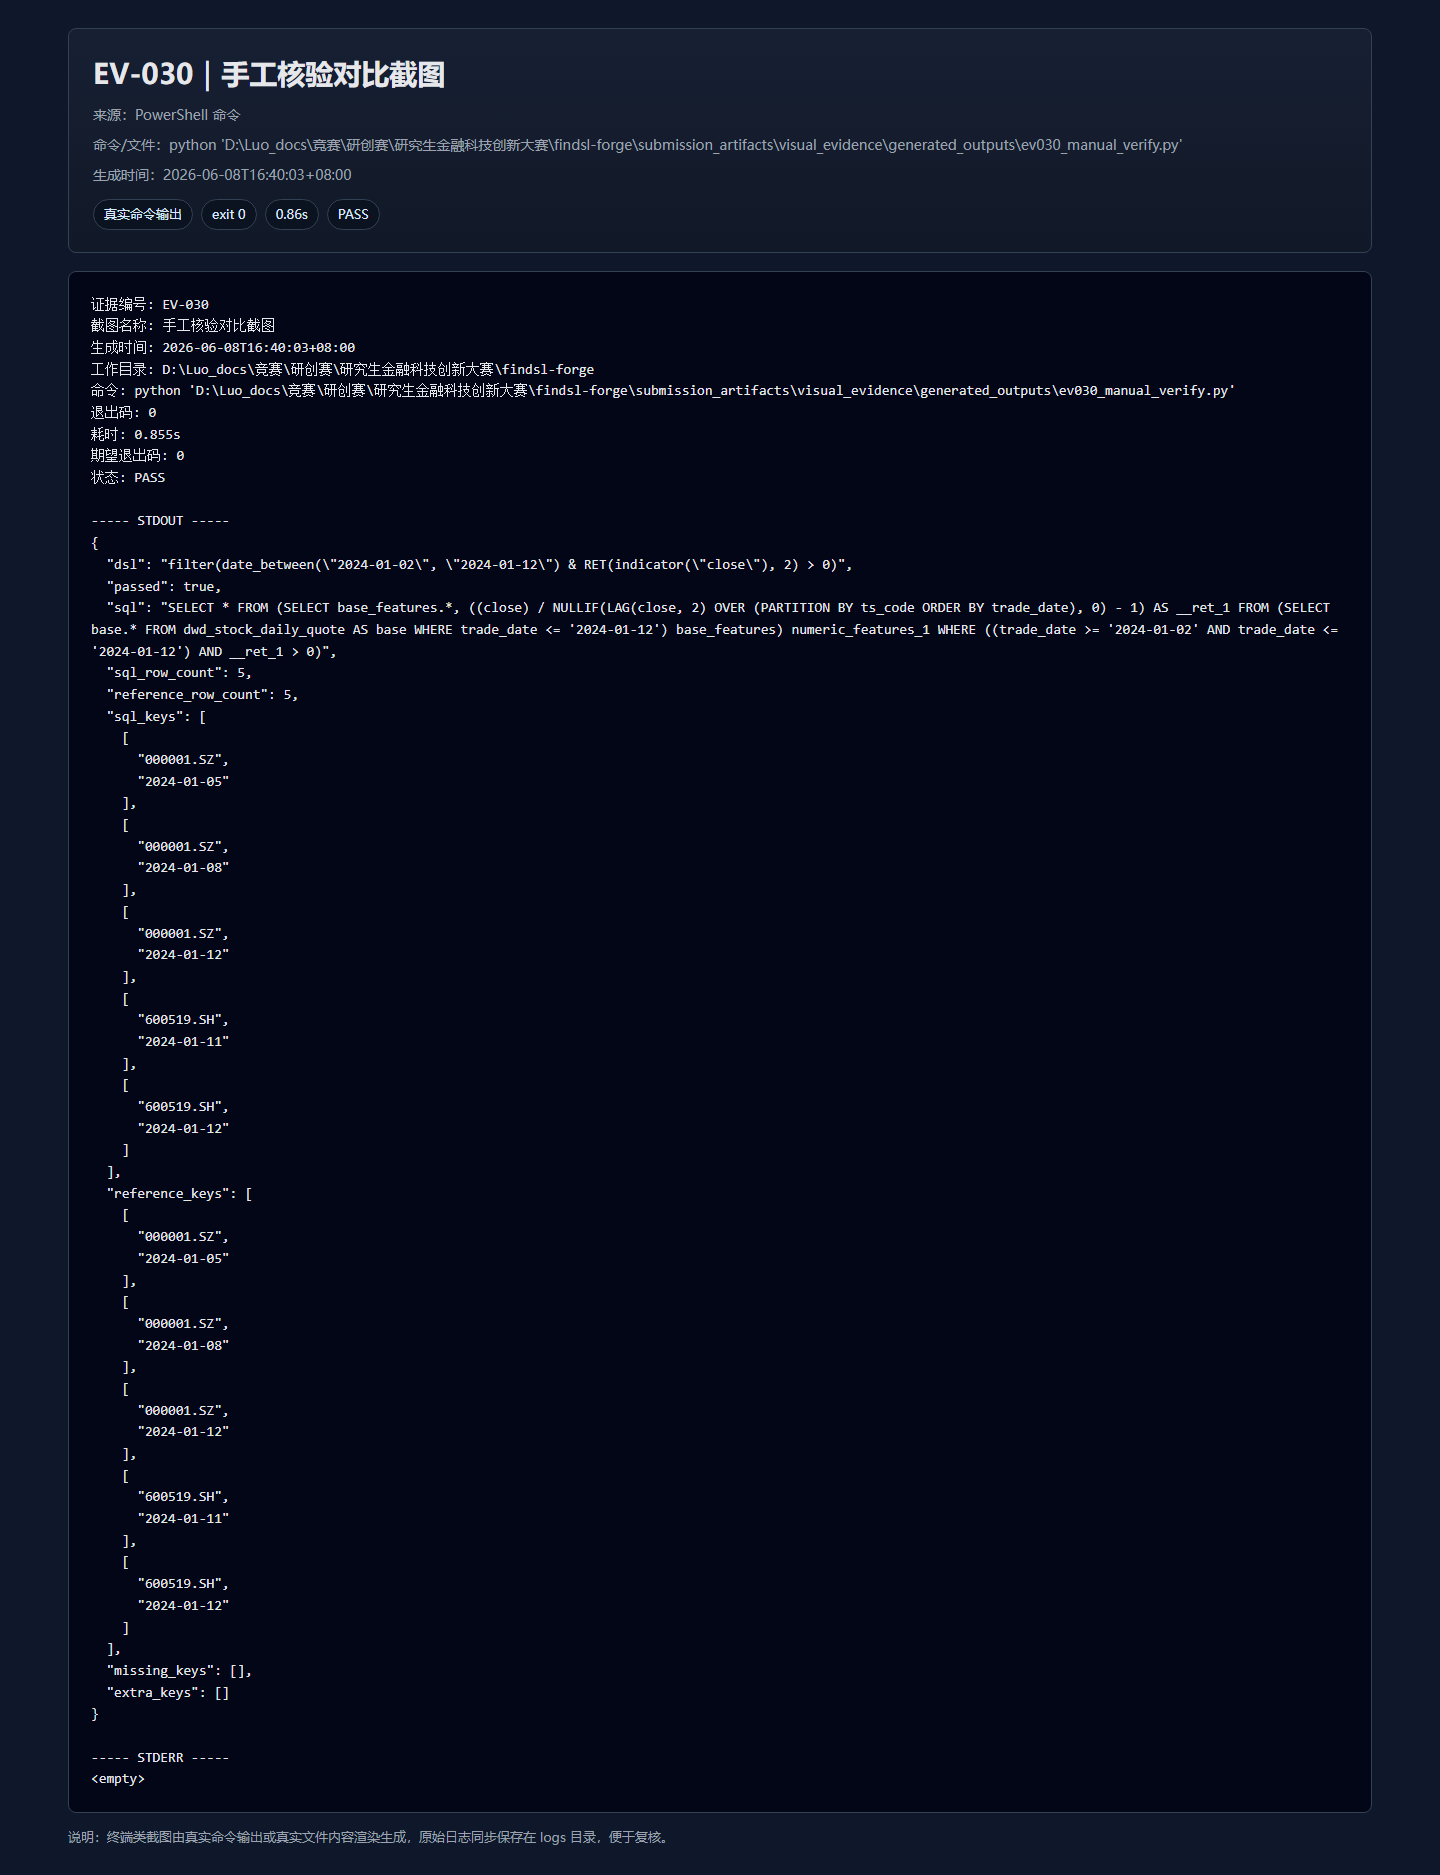 EV-030 | 手工核验对比截图
来源：PowerShell 命令
命令/文件：python 'D:\Luo_docs\竞赛\研创赛\研究生金融科技创新大赛\findsl-forge\submission_artifacts\visual_evidence\generated_outputs\ev030_manual_verify.py'
生成时间：2026-06-08T16:40:03+08:00
真实命令输出 exit 0 0.86s PASS
证据编号: EV-030
截图名称: 手工核验对比截图
生成时间: 2026-06-08T16:40:03+08:00
工作目录: D:\Luo_docs\竞赛\研创赛\研究生金融科技创新大赛\findsl-forge
命令: python 'D:\Luo_docs\竞赛\研创赛\研究生金融科技创新大赛\findsl-forge\submission_artifacts\visual_evidence\generated_outputs\ev030_manual_verify.py'
退出码: 0
耗时: 0.855s
期望退出码: 0
状态: PASS
----- STDOUT -----
{
  "dsl": "filter(date_between(\"2024-01-02\", \"2024-01-12\") & RET(indicator(\"close\"), 2) > 0)",
  "passed": true,
  "sql": "SELECT * FROM (SELECT base_features.*, ((close) / NULLIF(LAG(close, 2) OVER (PARTITION BY ts_code ORDER BY trade_date), 0) - 1) AS __ret_1 FROM (SELECT
base.* FROM dwd_stock_daily_quote AS base WHERE trade_date <= '2024-01-12') base_features) numeric_features_1 WHERE ((trade_date >= '2024-01-02' AND trade_date <=
'2024-01-12') AND __ret_1 > 0)",
  "sql_row_count": 5,
  "reference_row_count": 5,
  "sql_keys": [
    [
      "000001.SZ",
      "2024-01-05"
    ],
    [
      "000001.SZ",
      "2024-01-08"
    ],
    [
      "000001.SZ",
      "2024-01-12"
    ],
    [
      "600519.SH",
      "2024-01-11"
    ],
    [
      "600519.SH",
      "2024-01-12"
    ]
  ],
  "reference_keys": [
    [
      "000001.SZ",
      "2024-01-05"
    ],
    [
      "000001.SZ",
      "2024-01-08"
    ],
    [
      "000001.SZ",
      "2024-01-12"
    ],
    [
      "600519.SH",
      "2024-01-11"
    ],
    [
      "600519.SH",
      "2024-01-12"
    ]
  ],
  "missing_keys": [],
  "extra_keys": []
}
----- STDERR -----
<empty>
说明：终端类截图由真实命令输出或真实文件内容渲染生成，原始日志同步保存在 logs 目录，便于复核。